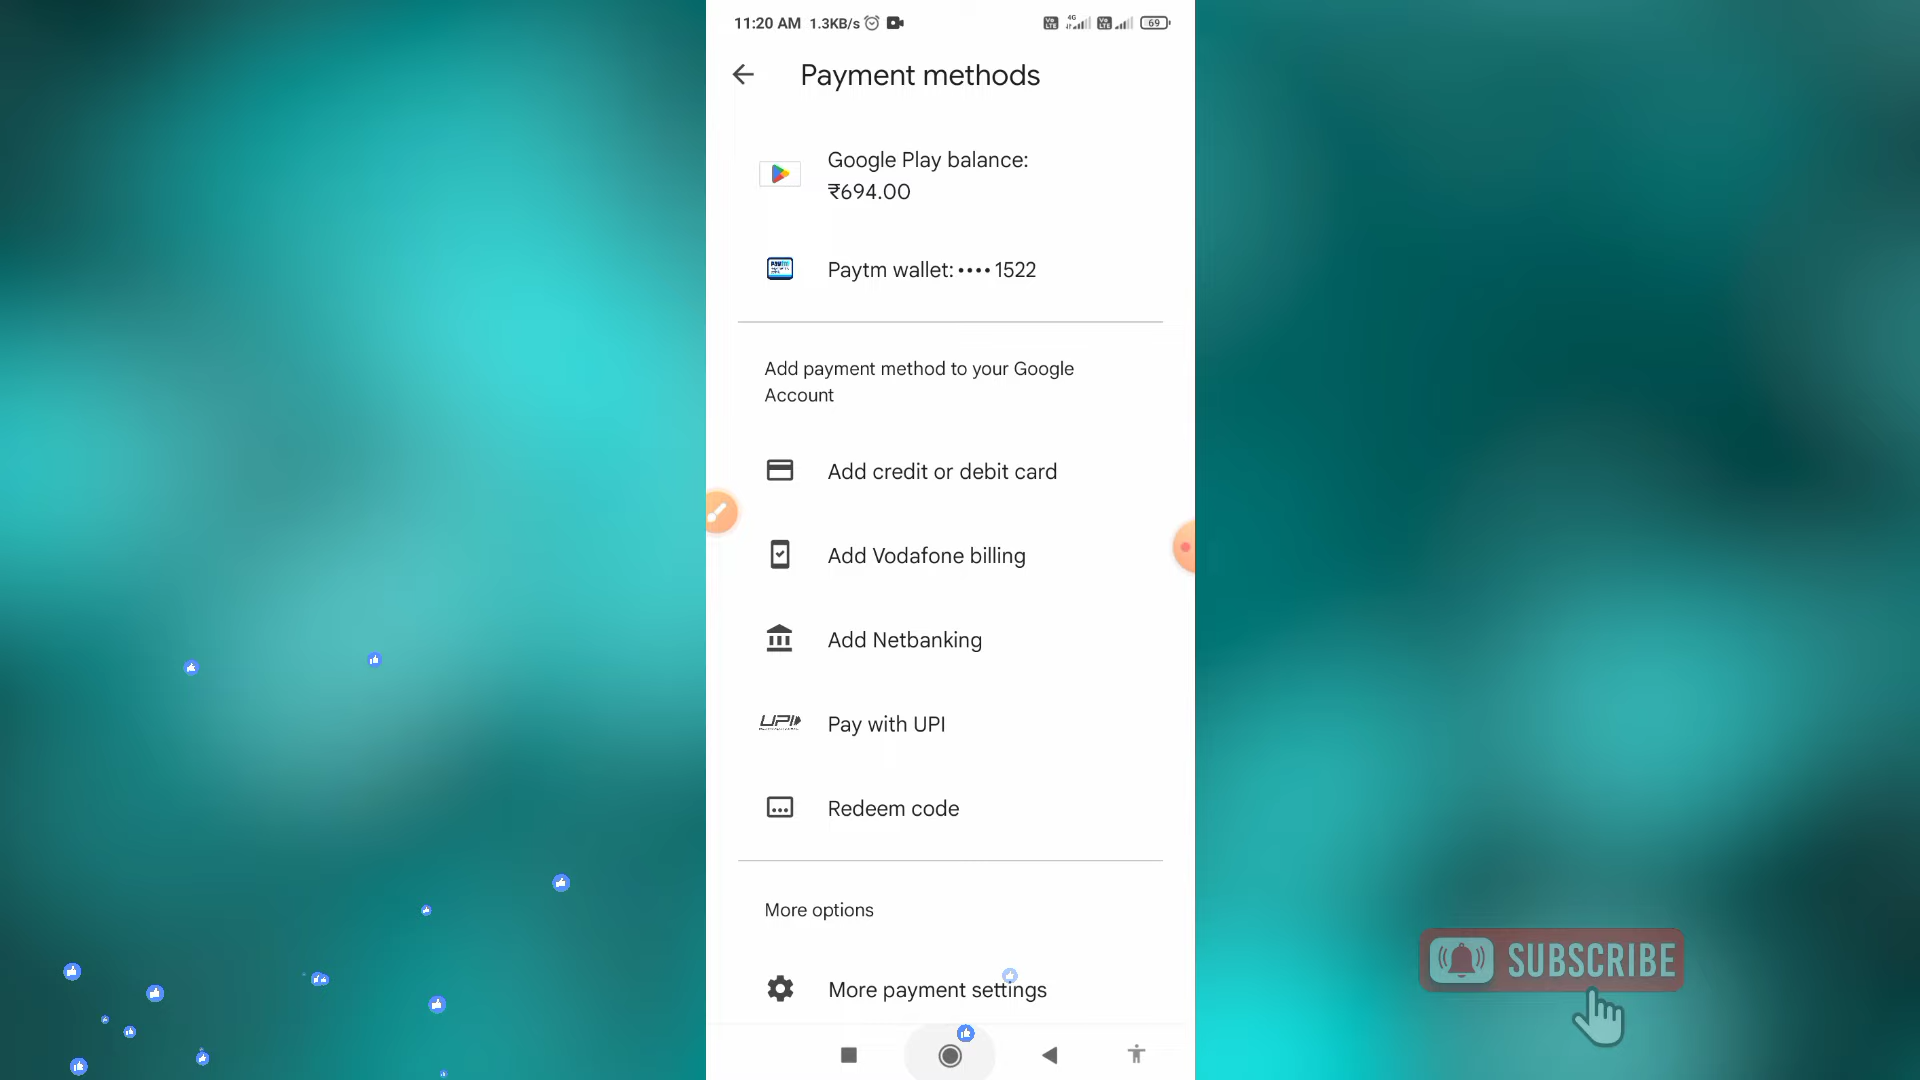 11:20 AM 1.3KB/s 4G 69
Payment methods
Google Play balance:
₹694.00
Paytm wallet: •••• 1522
Add payment method to your Google
Account
Add credit or debit card
Add Vodafone billing
Add Netbanking
UPI Pay with UPI
Redeem code
More options
More payment settings
SUBSCRIBE